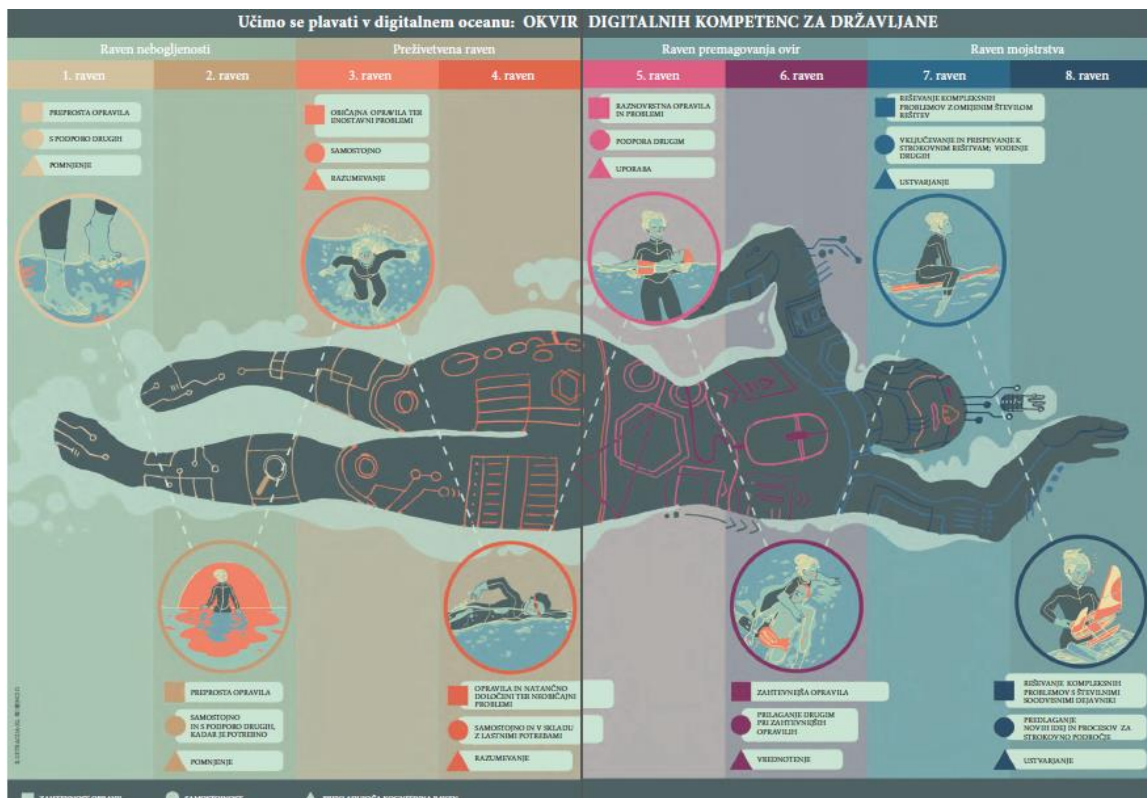 Učimo se plavati v digitalnem oceanu: OKVIR DIGITALNIH KOMPETENC ZA DRŽAVLJANE
Raven nebogljenosti
Preživetvena raven
Raven premagovanja ovir
Raven mojstrstva
1. raven
2. raven
3. raven
4. raven
5. raven
6. raven
7. raven
8. raven
PREPROSTA OPRAVILA
S PODPORO DRUGIH
POMNJENJE
OBIČAJNA OPRAVILA TER
ENOSTAVNI PROBLEMI
SAMOSTOJNO
RAZUMEVANJE
RAZNOVRSTNA OPRAVILA
IN PROBLEMI
PODPORA DRUGIM
UPORABA
REŠEVANJE KOMPLEKSNIH
PROBLEMOV Z OMEJENIM ŠTEVILOM
REŠITEV
VKLJUČEVANJE IN PRISPEVANJE K
STROKOVNIM REŠITVAM; VODENJE
DRUGIH
USTVARJANJE
PREPROSTA OPRAVILA
SAMOSTOJNO
IN S PODPORO DRUGIH,
KADAR JE POTREBNO
POMNJENJE
OPRAVILA IN NATANČNO
DOLOČENI TER NEOBIČAJNI
PROBLEMI
SAMOSTOJNO IN V SKLADU
Z LASTNIMI POTREBAMI
RAZUMEVANJE
ZAHTEVNEJŠA OPRAVILA
PRILAGANJE DRUGIM
PRI ZAHTEVNEJŠIH
OPRAVILIH
VREDNOTENJE
REŠEVANJE KOMPLEKSNIH
PROBLEMOV S ŠTEVILNIMI
SOODVISNIMI DEJAVNIKI
PREDLAGANJE
NOVIH IDEJ IN PROCESOV ZA
STROKOVNO PODROČJE
USTVARJANJE